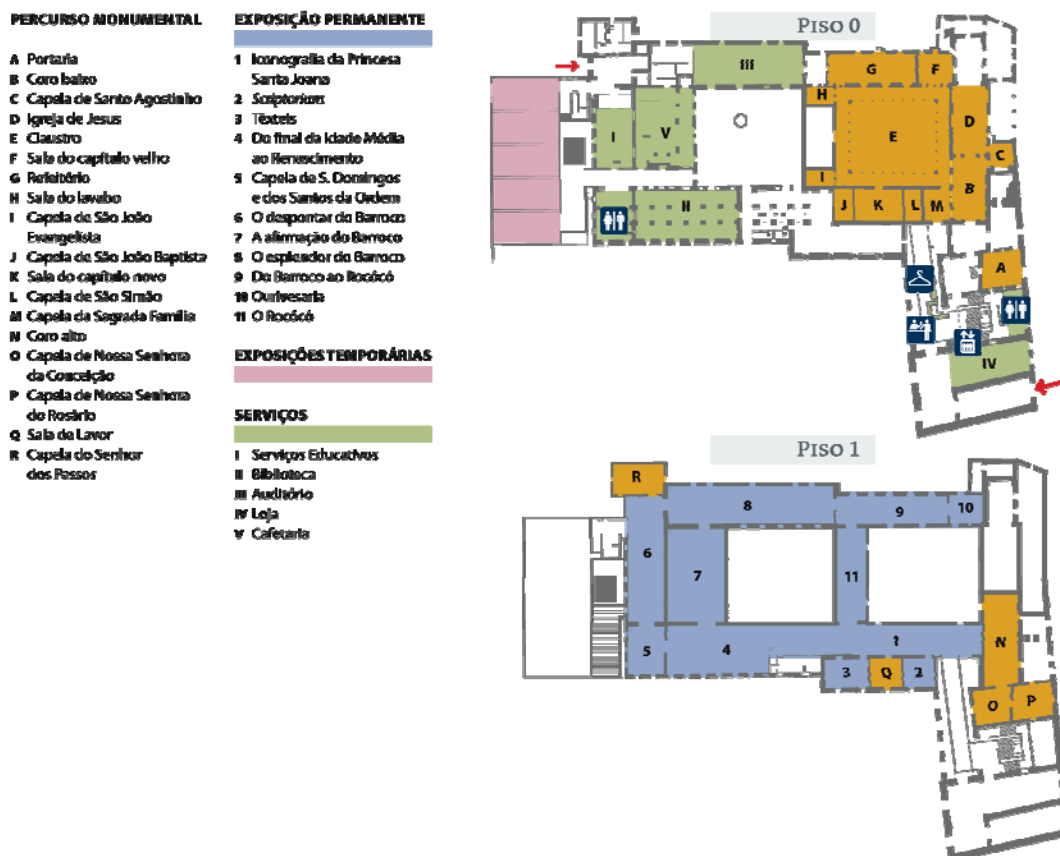 PERCURSO MONUMENTAL
A Portaria
B Coro baixo
C Capela de Santo Agostinho
D Igreja de Jesus
E Claustro
F Sala do capítulo velho
G Refeitório
H Sala do lavabo
I Capela de São João
Evangelista
J Capela de São João Baptista
K Sala do capítulo novo
L Capela de São Simão
M Capela da Sagrada Família
N Coro alto
O Capela de Nossa Senhora
da Conceição
P Capela de Nossa Senhora
do Rosário
Q Sala de Lavor
R Capela do Senhor
dos Passos
EXPOSIÇÃO PERMANENTE
1 Iconografia da Princesa
Santa Joana
2 Scriptorium
3 Têxteis
4 Do final da Idade Média
ao Renascimento
5 Capela de S. Domingos
e dos Santos da Ordem
6 O despontar do Barroco
7 A afirmação do Barroco
8 O esplendor do Barroco
9 Do Barroco ao Rocócó
10 Ourivesaria
11 O Rocócó
EXPOSIÇÕES TEMPORÁRIAS
SERVIÇOS
I Serviços Educativos
II Biblioteca
III Auditório
IV Loja
V Cafetaria
PISO 0
III
G
F
H
I
V
E
D
C
I
B
II
J
K
L
M
A
IV
PISO 1
R
8
9
10
6
7
11
5
4
1
N
3
Q
2
O
P